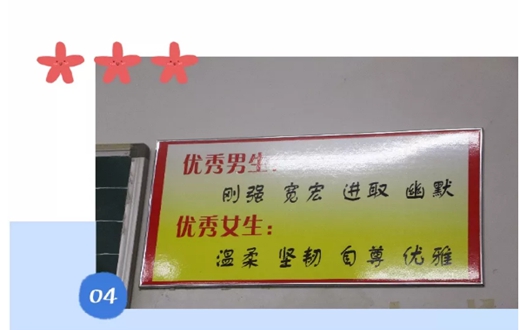 优秀男生：
刚强 宽宏 进取 幽默
优秀女生：
温柔 坚韧 自尊 优雅
04